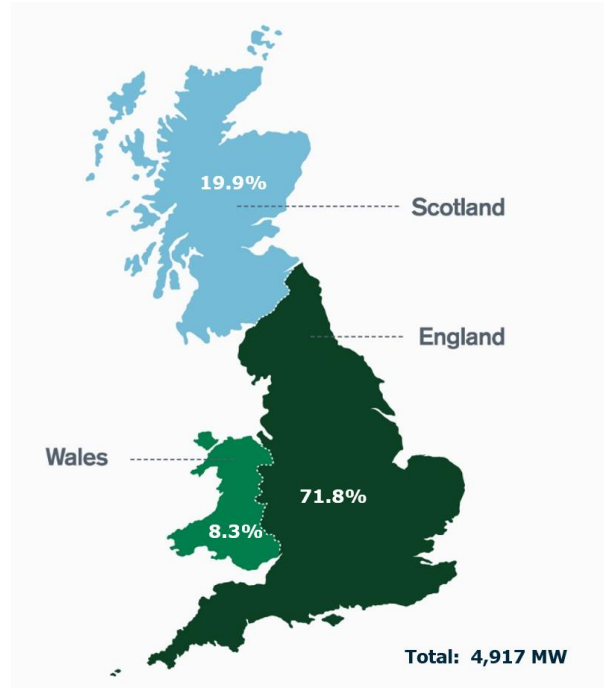 19.9%
Scotland
England
Wales
71.8%
8.3%
Total: 4,917 MW